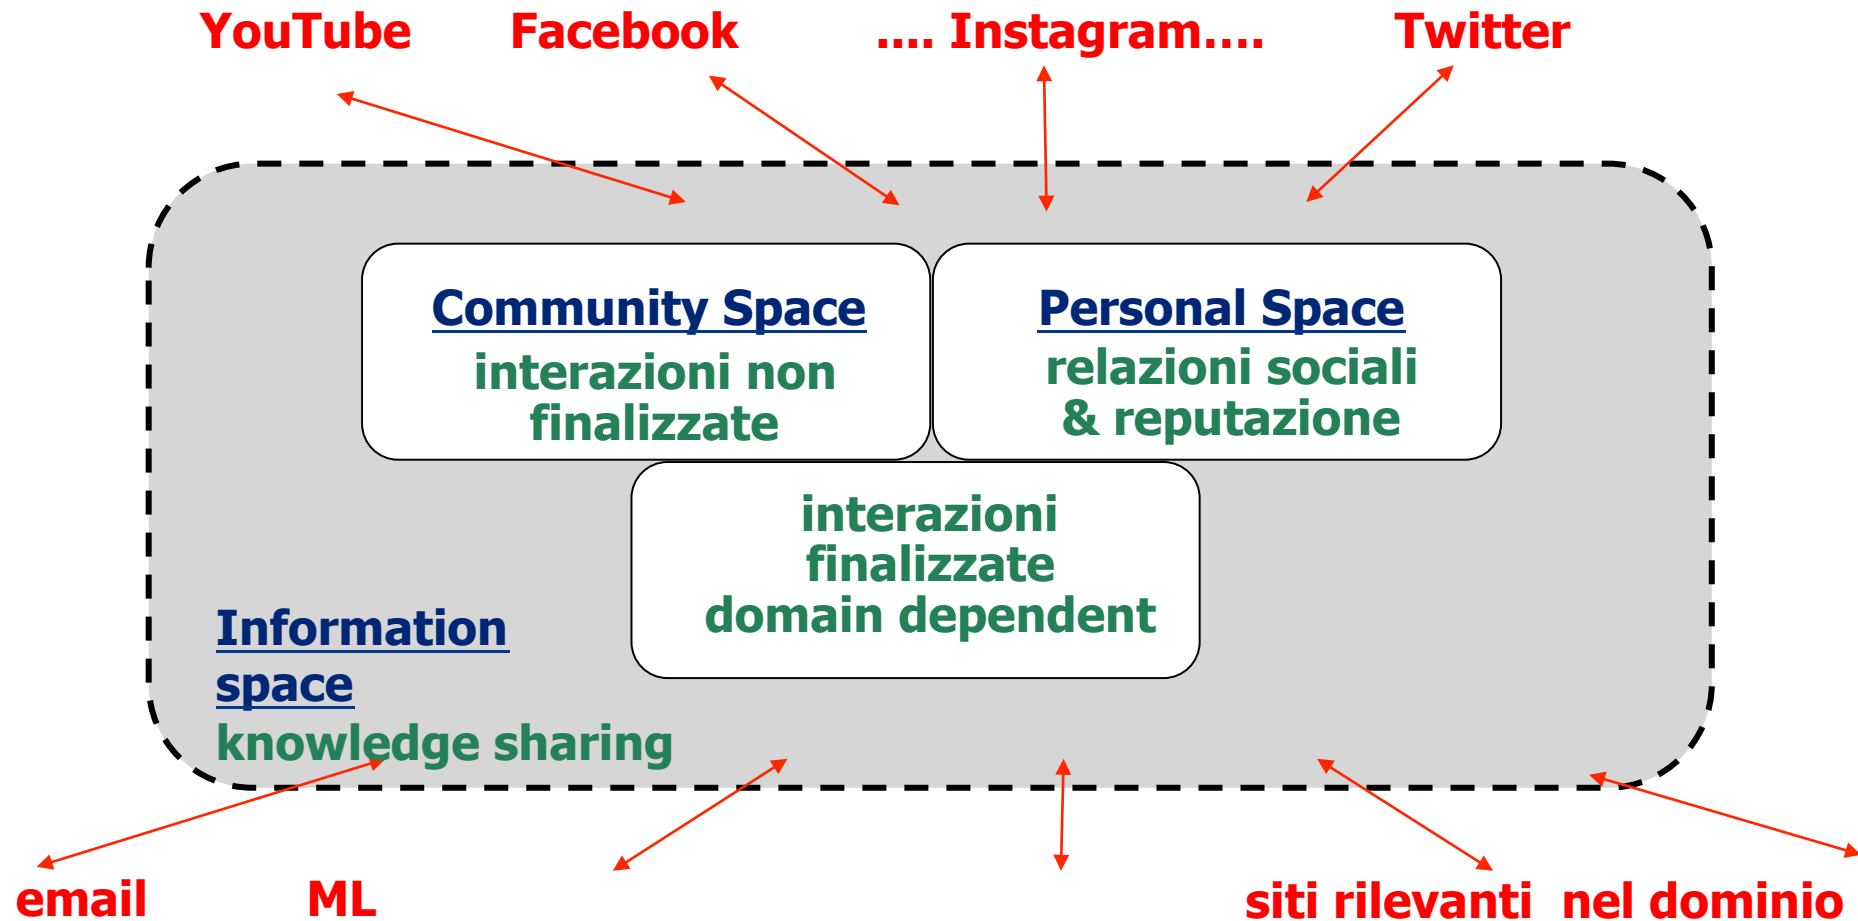 YouTube Facebook .... Instagram.... Twitter
Community Space
interazioni non
finalizzate
Personal Space
relazioni sociali
& reputazione
interazioni
finalizzate
domain dependent
Information
space
knowledge sharing
email ML siti rilevanti nel dominio